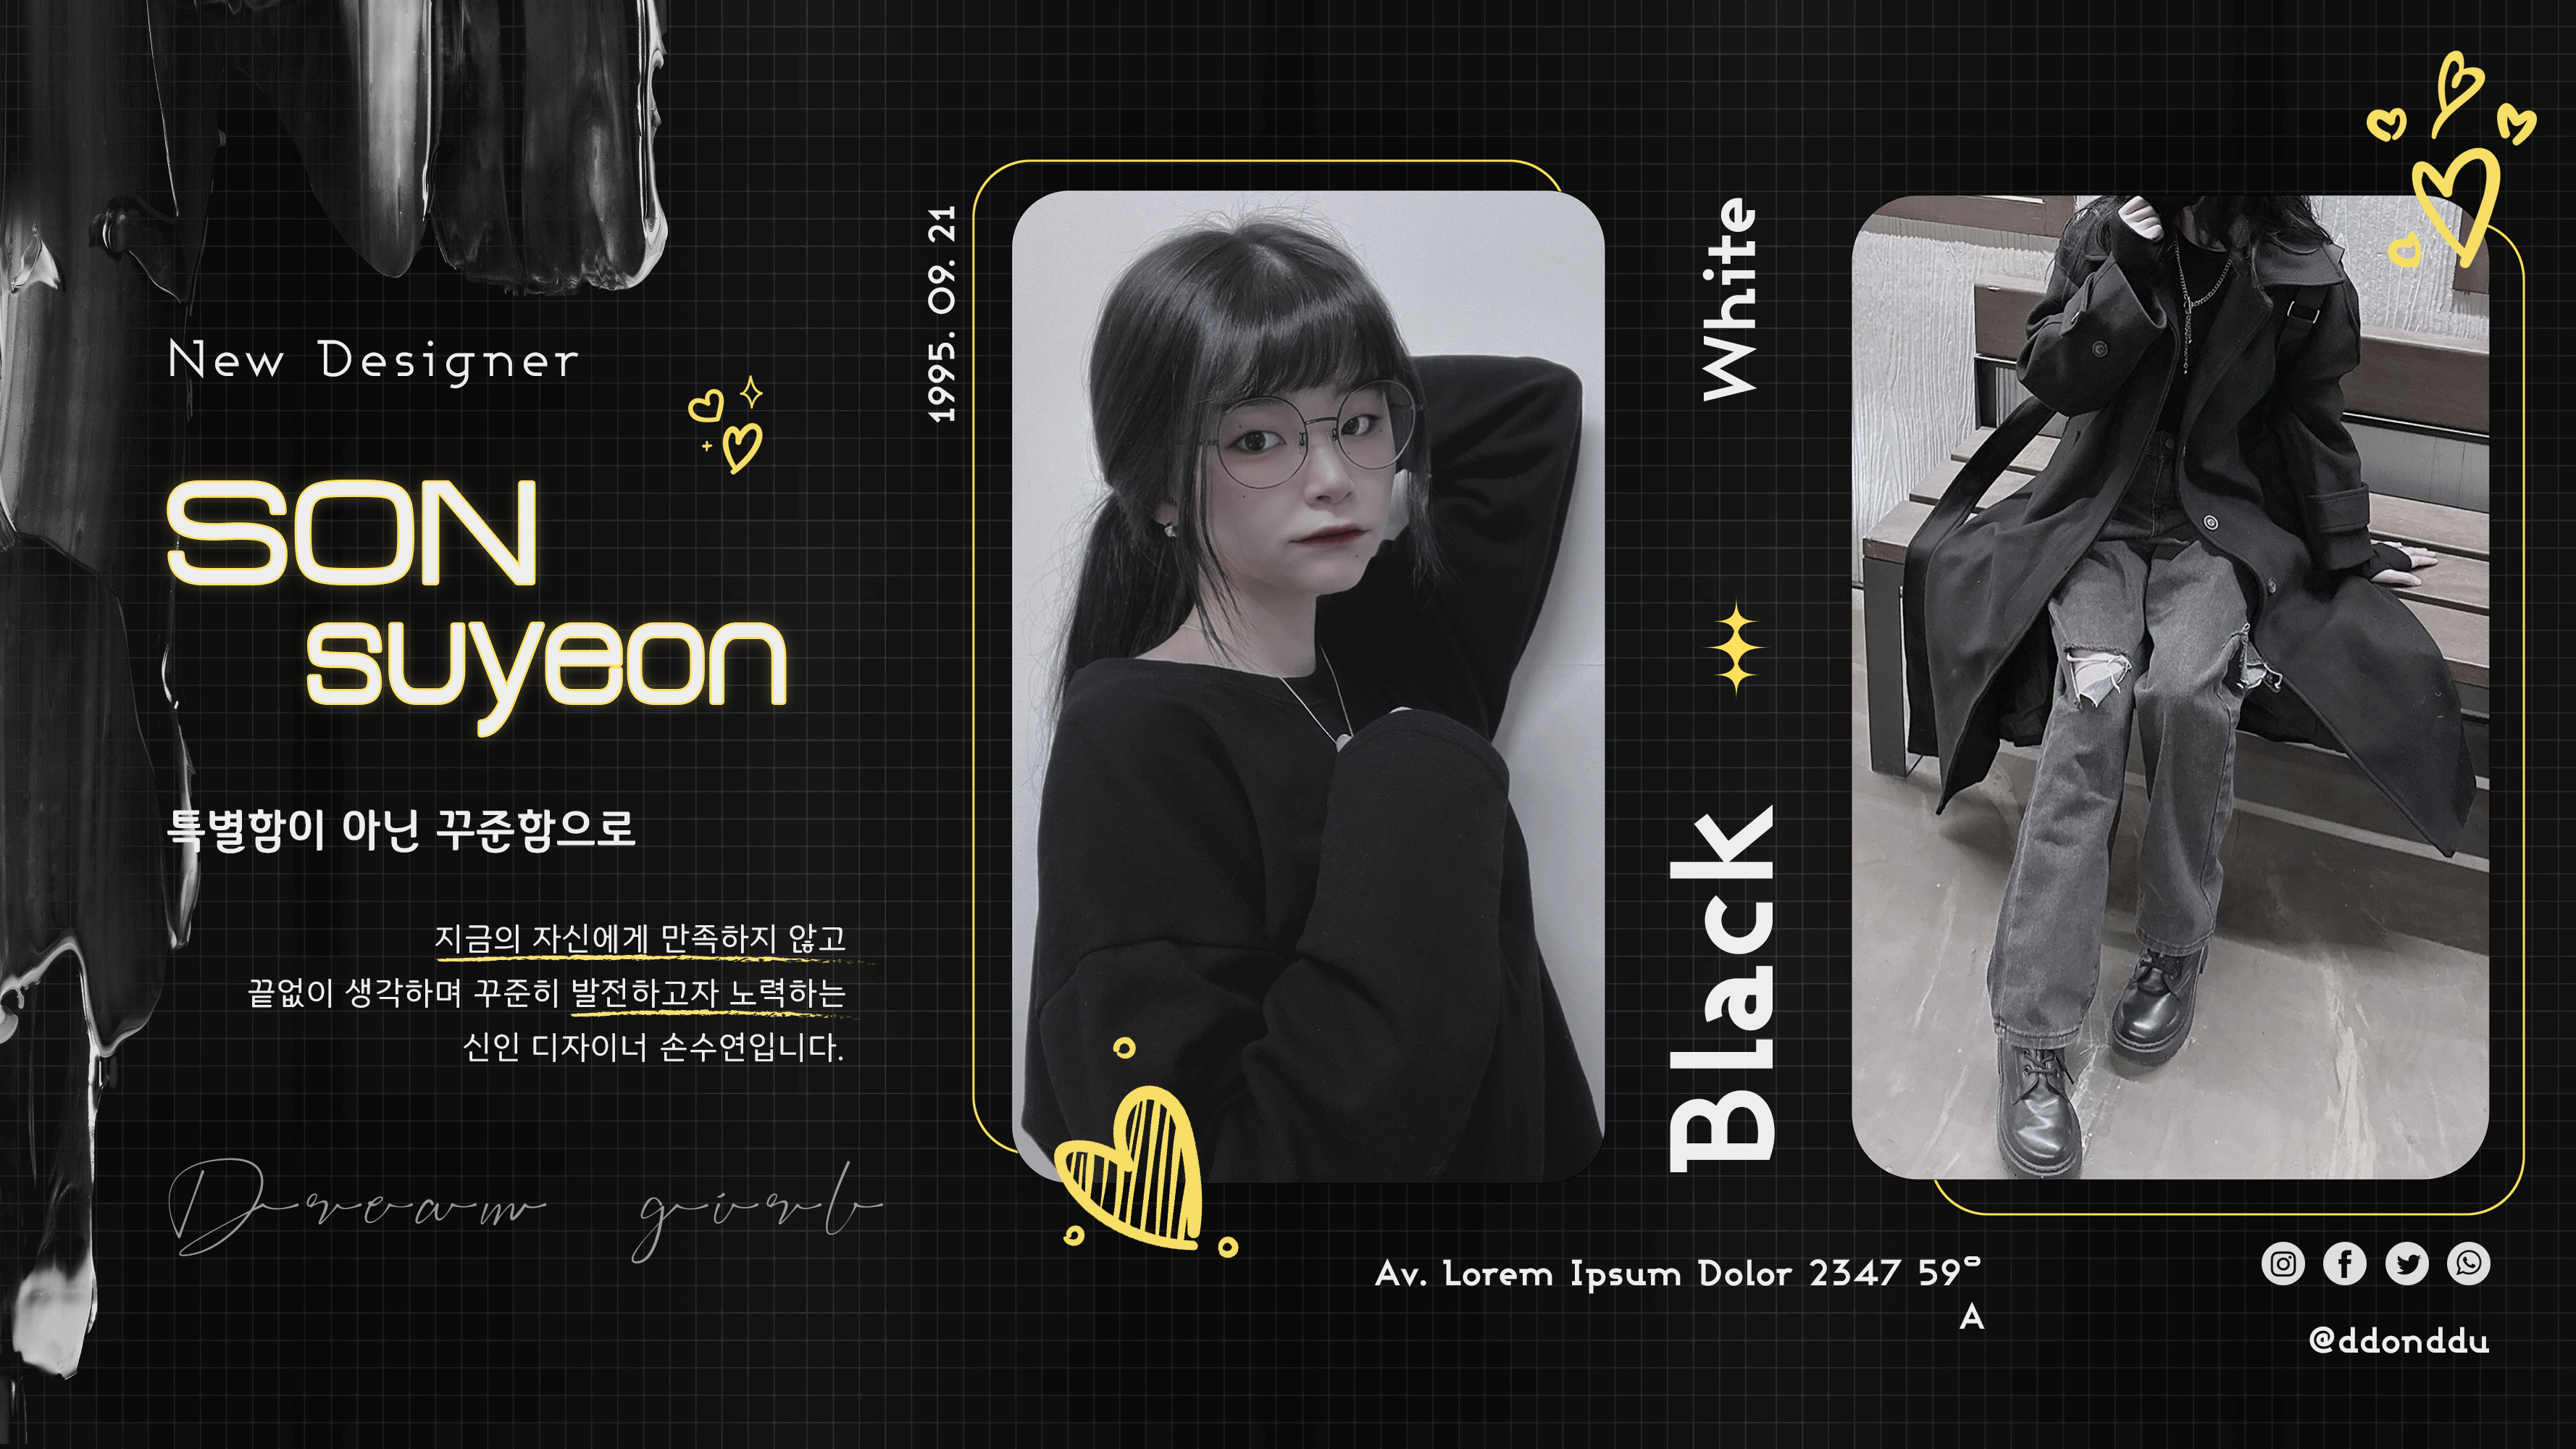 New Designer
SON
suyeon
특별함이 아닌 꾸준함으로
지금의 자신에게 만족하지 않고
끝없이 생각하며 꾸준히 발전하고자 노력하는
신인 디자이너 손수연입니다.
Dream girl
1995. 09. 21
Black
White
Av. Lorem Ipsum Dolor 2347 59°
A
@ddonddu